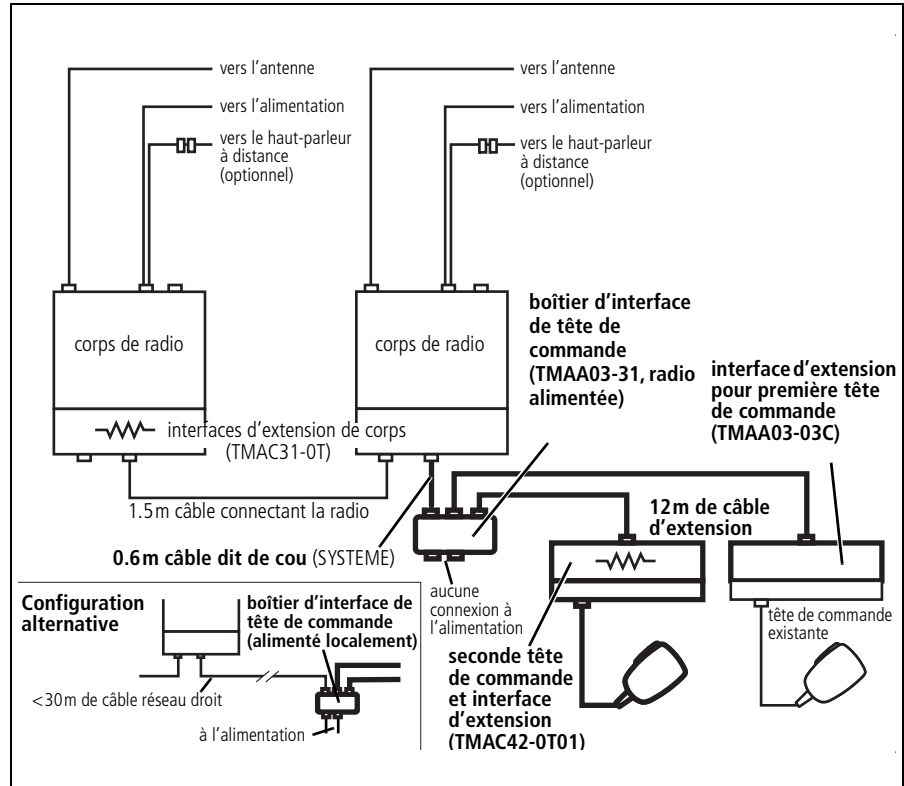 vers l'antenne
vers l'alimentation
vers le haut-parleur
à distance
(optionnel)
vers l'antenne
vers l'alimentation
vers le haut-parleur
à distance
(optionnel)
corps de radio
corps de radio
boîtier d'interface
de tête de
commande
(TMAA03-31, radio
alimentée)
interface d'extension
pour première tête
de commande
(TMAA03-03C)
interfaces d'extension de corps
(TMAC31-0T)
1.5m câble connectant la radio
12m de câble
d'extension
0.6m câble dit de cou (SYSTEME)
aucune
connexion à
l'alimentation
tête de commande
existante
seconde tête
de commande
et interface
d'extension
(TMAC42-0T01)
Configuration
alternative
boîtier d'interface de
tête de commande
(alimenté localement)
<30m de câble réseau droit
à l'alimentation